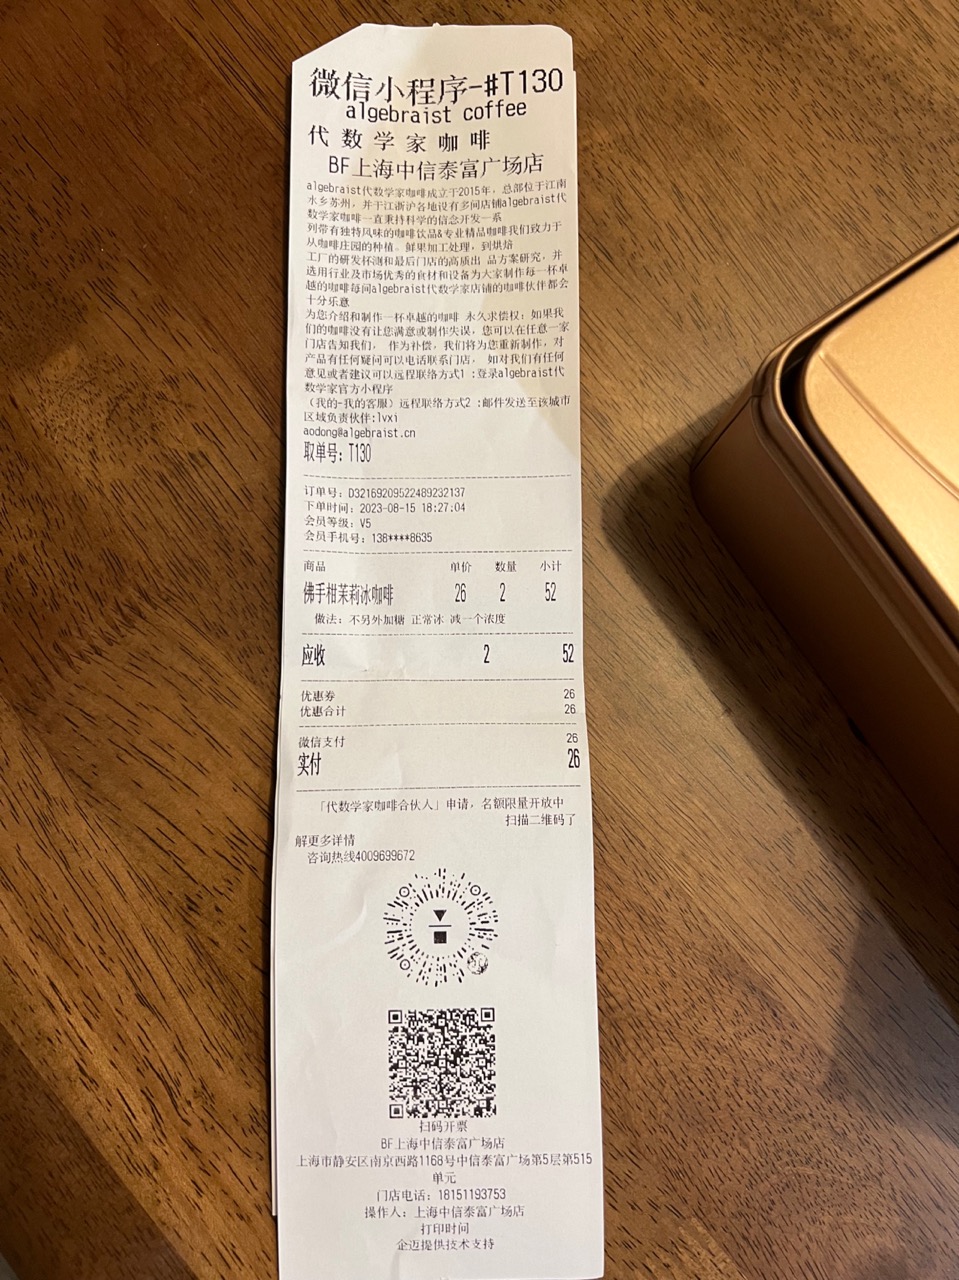 微信小程序-#T130
algebraist coffee
代数学家咖啡
BF上海中信泰富广场店
algebraist代数学家咖啡成立于2015年，总部位于江南
水乡苏州，并于江浙沪各地设有多间店铺algebraist代
数学家咖啡一直秉持科学的信念开发一系
列带有独特风味的咖啡饮品&专业精品咖啡我们致力于
从咖啡庄园的种植，鲜果加工处理，到烘焙
工厂的研发杯测和最后门店的高质出 品方案研究，并
选用行业及市场优秀的食材和设备为大家制作每一杯卓
越的咖啡每间algebraist代数学家店铺的咖啡伙伴都会
十分乐意
为您介绍和制作一杯卓越的咖啡 永久求偿权：如果我
们的咖啡没有让您满意或制作失误，您可以在任意一家
门店告知我们， 作为补偿，我们将为您重新制作，对
产品有任何疑问可以电话联系门店， 如对我们有任何
意见或者建议可以远程联络方式1 :登录algebraist代
数学家官方小程序
（我的-我的客服）远程联络方式2 :邮件发送至该城市
区域负责伙伴:lvxi
aodong@algebraist.cn
取单号：T130
订单号：D32169209522489232137
下单时间：2023-08-15 18:27:04
会员等级：V5
会员手机号：138****8635
商品 单价 数量 小计
佛手柑茉莉冰咖啡 26 2 52
做法：不另外加糖 正常冰 减一个浓度
应收 2 52
优惠券 26
优惠合计 26
微信支付 26
实付 26
「代数学家咖啡合伙人」申请，名额限量开放中
扫描二维码了
解更多详情
咨询热线4009699672
扫码开票
BF上海中信泰富广场店
上海市静安区南京西路1168号中信泰富广场第5层第515
单元
门店电话：18151193753
操作人：上海中信泰富广场店
打印时间
企迈提供技术支持